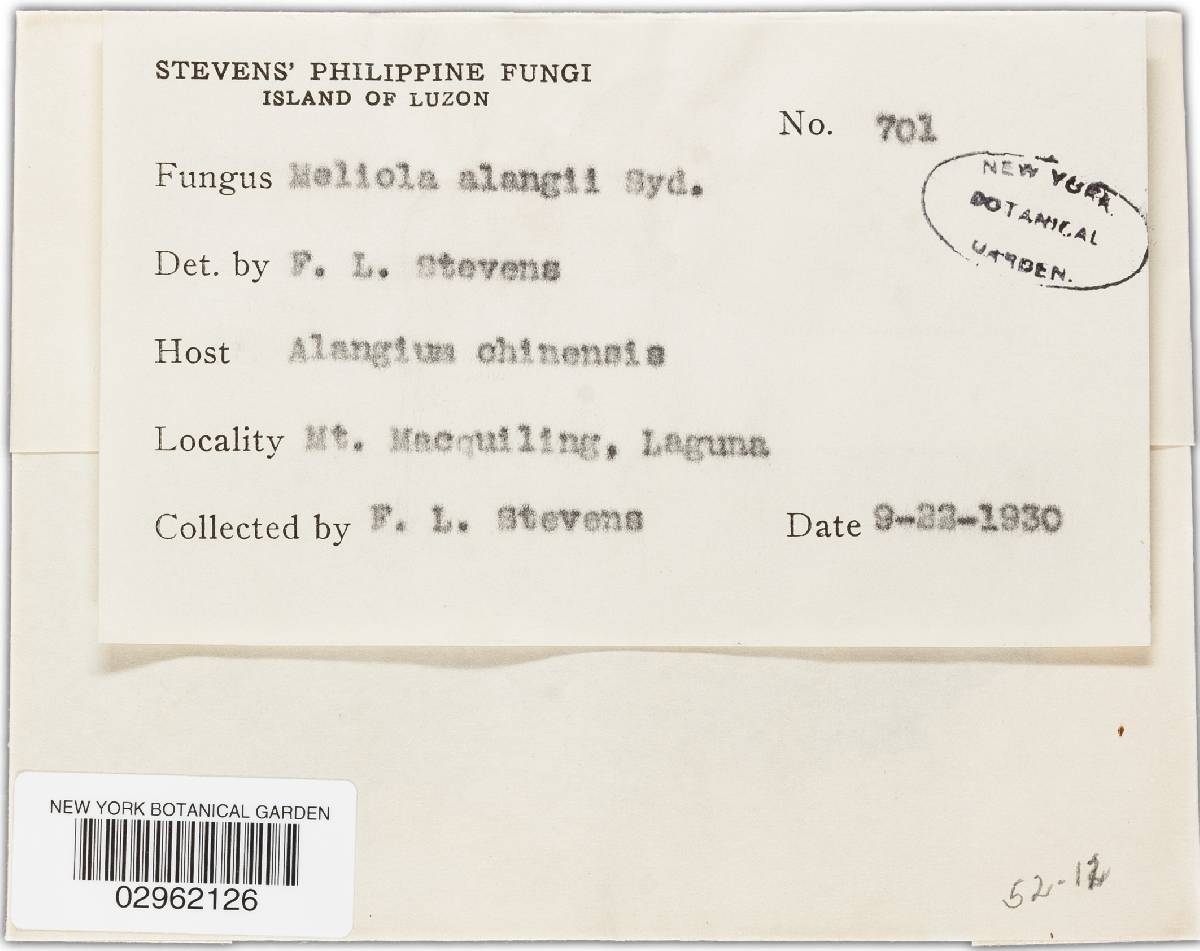 STEVENS' PHILIPPINE FUNGI
ISLAND OF LUZON
No. 701
NEW YORK
BOTANICAL
GARDEN.
Fungus Meliola alangii Syd.
Det. by F. L. Stevens
Host Alangium chinensis
Locality Mt. Macquiling, Laguna
Collected by F. L. Stevens
Date 9-22-1930
NEW YORK BOTANICAL GARDEN
02962126
52-12